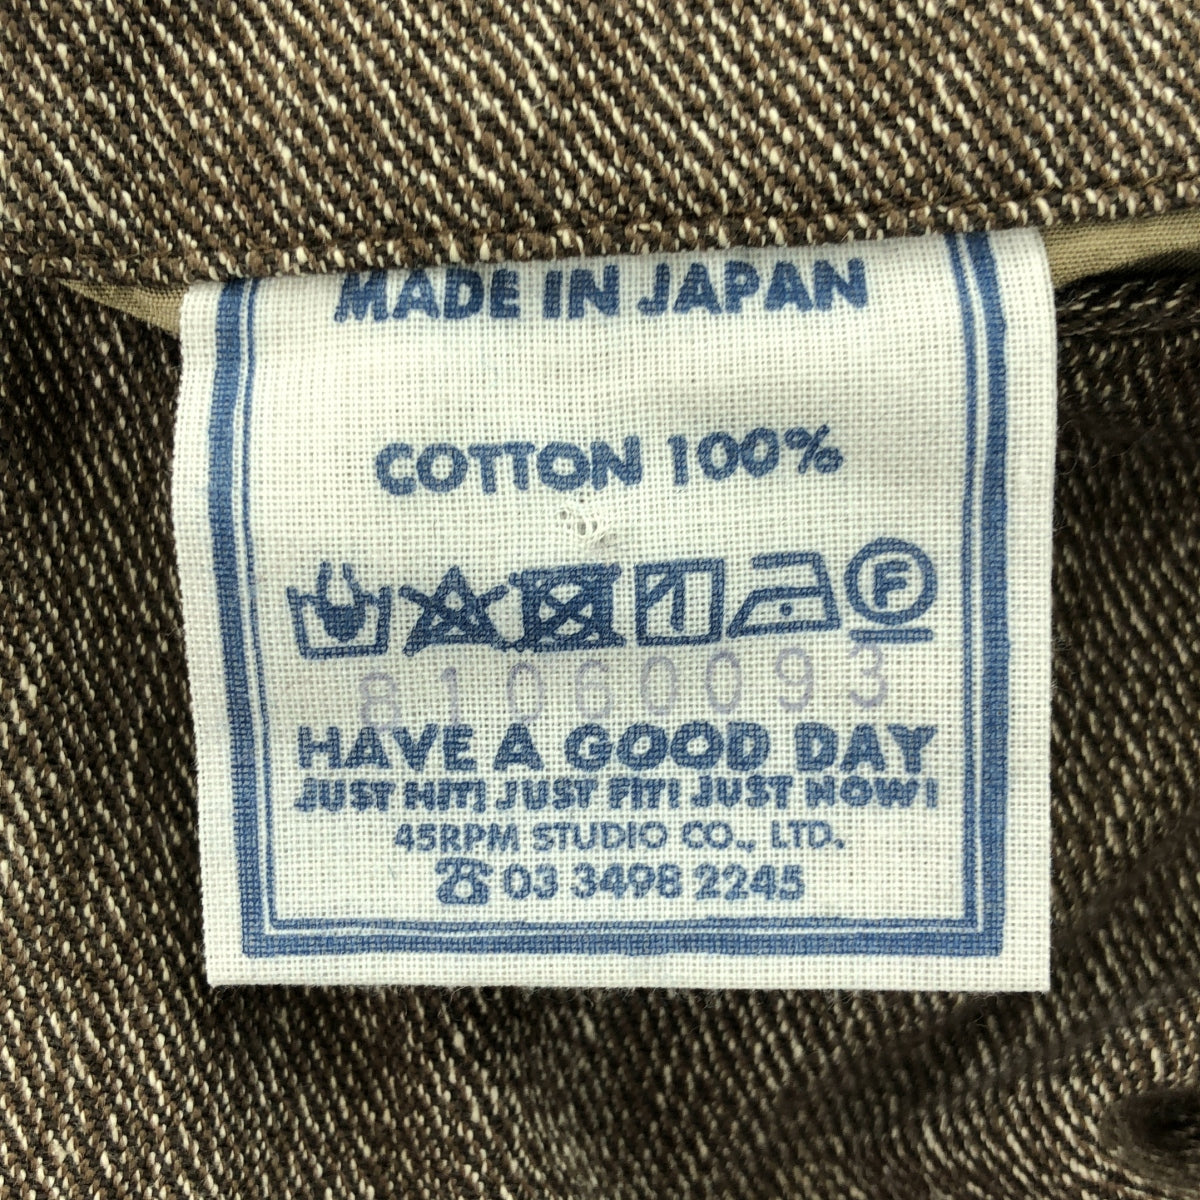 MADE IN JAPAN
COTTON 100%
F
81060093
HAVE A GOOD DAY
JUST HIT! JUST FIT! JUST NOW!
45RPM STUDIO CO., LTD.
☎ 03 3498 2245